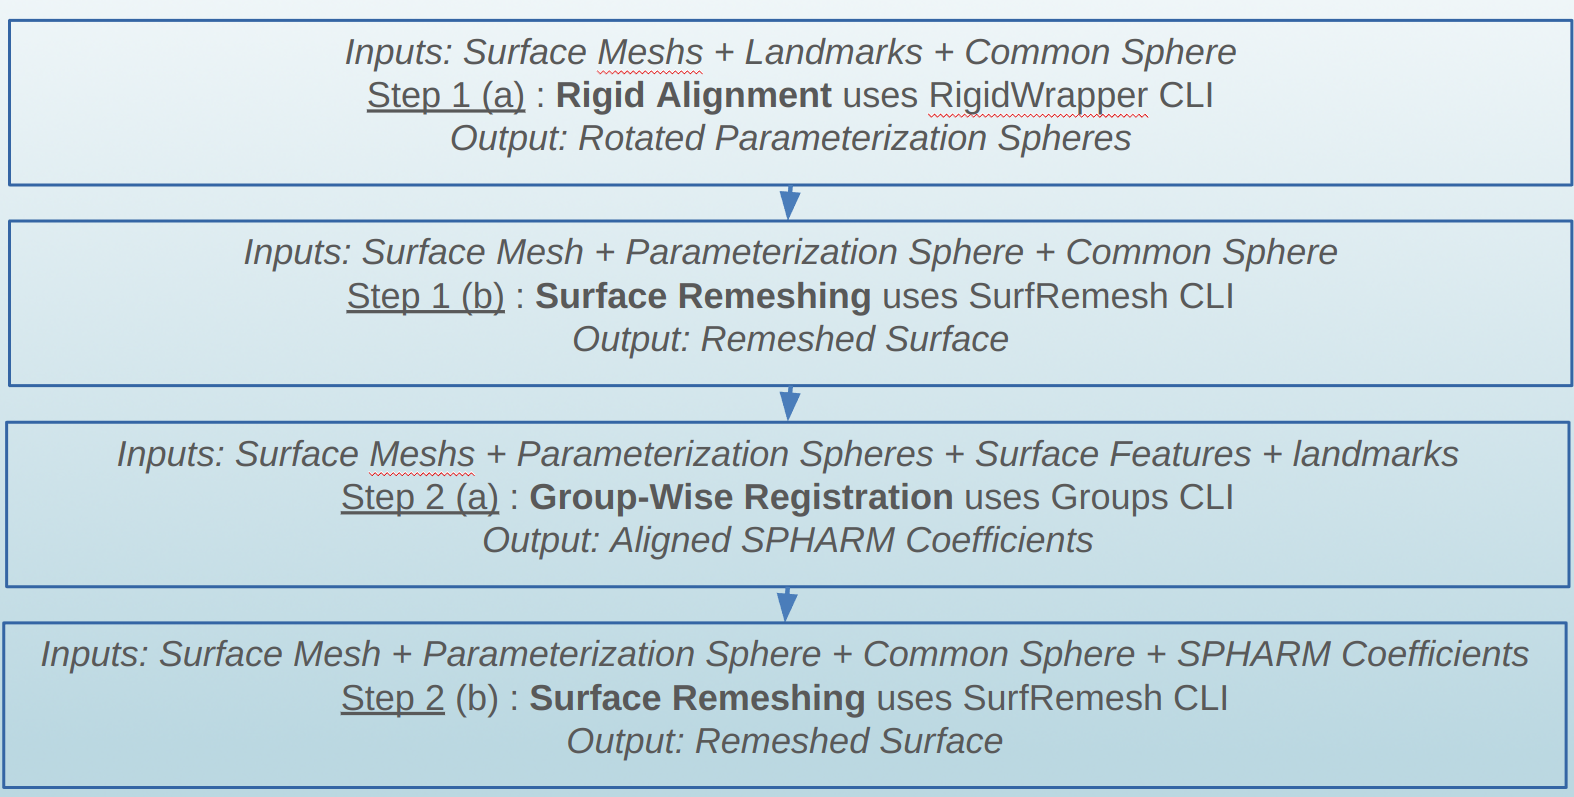 Inputs: Surface Meshs + Landmarks + Common Sphere
Step 1 (a) : Rigid Alignment uses RigidWrapper CLI
Output: Rotated Parameterization Spheres
Inputs: Surface Mesh + Parameterization Sphere + Common Sphere
Step 1 (b) : Surface Remeshing uses SurfRemesh CLI
Output: Remeshed Surface
Inputs: Surface Meshs + Parameterization Spheres + Surface Features + landmarks
Step 2 (a) : Group-Wise Registration uses Groups CLI
Output: Aligned SPHARM Coefficients
Inputs: Surface Mesh + Parameterization Sphere + Common Sphere + SPHARM Coefficients
Step 2 (b) : Surface Remeshing uses SurfRemesh CLI
Output: Remeshed Surface